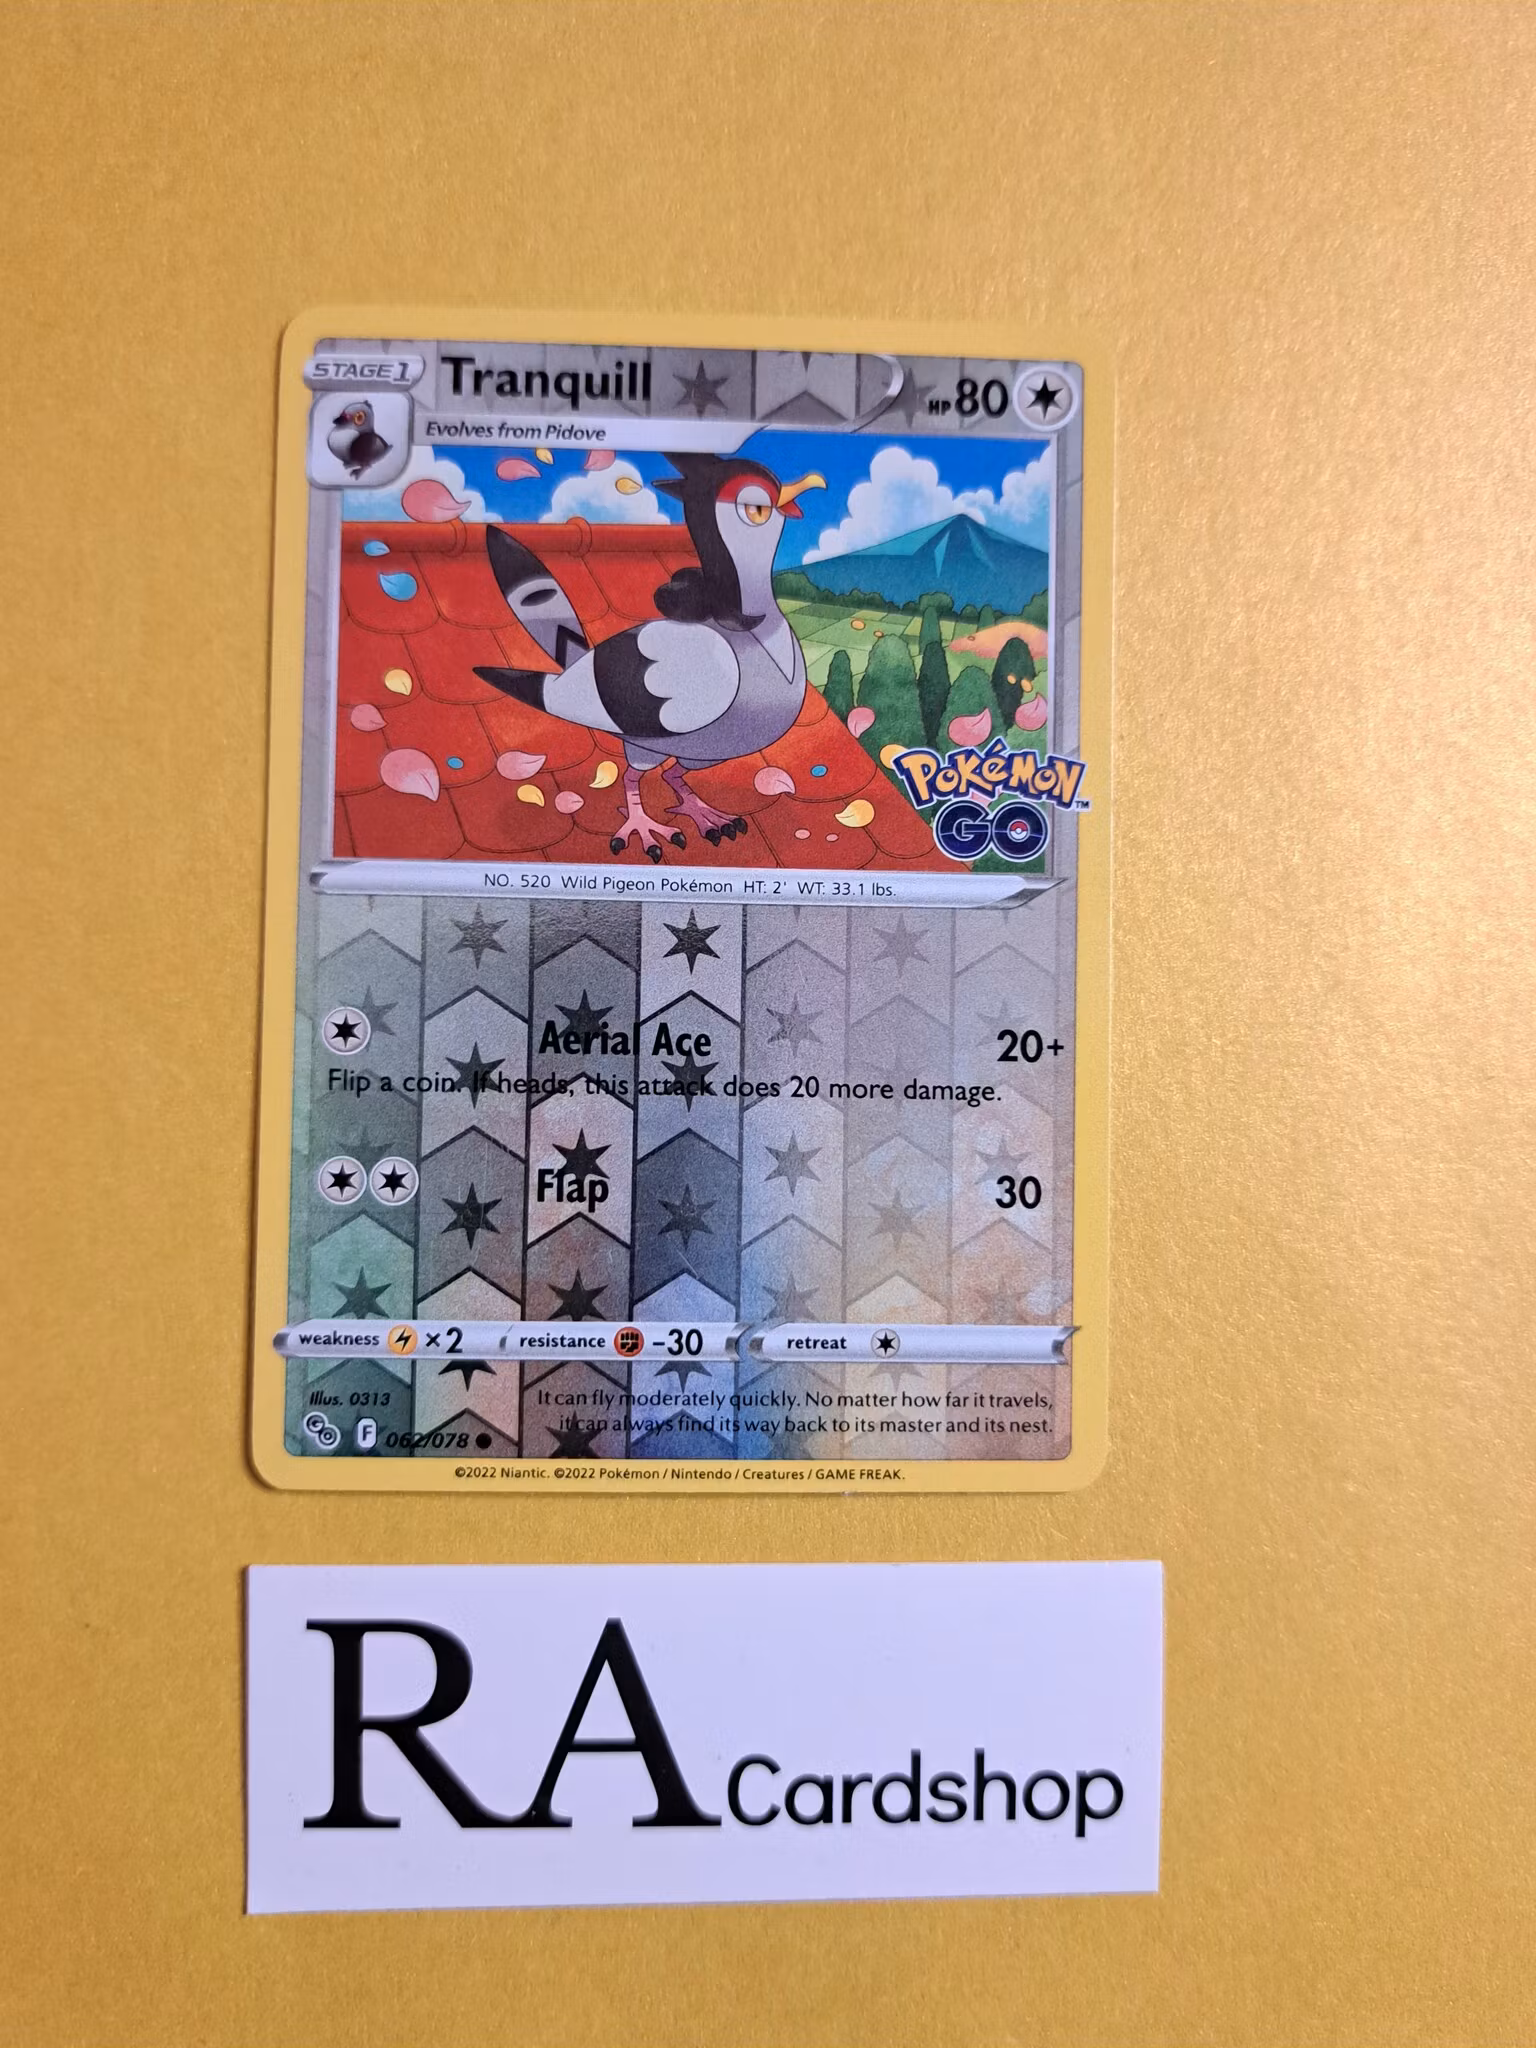 STAGE 1 Tranquill HP 80
Evolves from Pidove
POKéMON™
GO
NO. 520 Wild Pigeon Pokémon HT: 2' WT: 33.1 lbs.
Aerial Ace 20+
Flip a coin. If heads, this attack does 20 more damage.
Flap 30
weakness ×2 resistance -30 retreat
Illus. 0313
It can fly moderately quickly. No matter how far it travels,
it can always find its way back to its master and its nest.
GO F 062/078
©2022 Niantic. ©2022 Pokémon / Nintendo / Creatures / GAME FREAK.
RA Cardshop